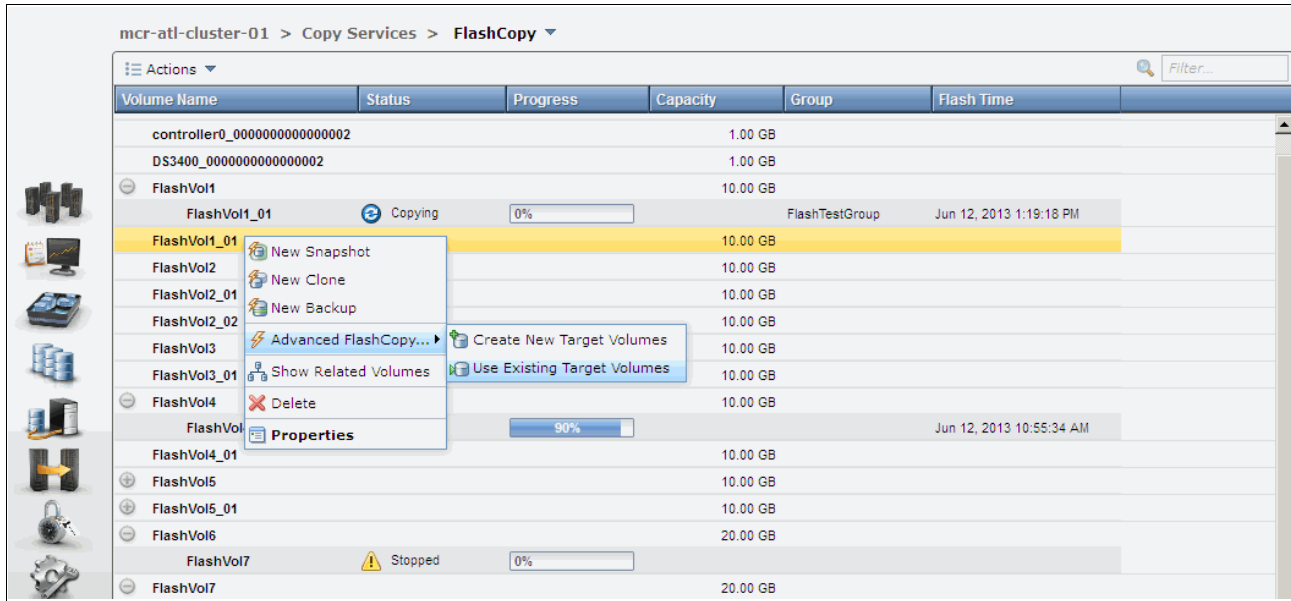 mcr-atl-cluster-01 > Copy Services > FlashCopy
Actions Filter...
Volume Name Status Progress Capacity Group Flash Time
controller0_0000000000000002 1.00 GB
DS3400_0000000000000002 1.00 GB
FlashVol1 10.00 GB
FlashVol1_01 Copying 0% FlashTestGroup Jun 12, 2013 1:19:18 PM
FlashVol1_01 10.00 GB
New Snapshot
FlashVol2 10.00 GB
New Clone
FlashVol2_01 10.00 GB
New Backup
FlashVol2_02 10.00 GB
Advanced FlashCopy... Create New Target Volumes
FlashVol3 10.00 GB
Show Related Volumes Use Existing Target Volumes
FlashVol3_01 10.00 GB
Delete
FlashVol4 10.00 GB
FlashVol 90% Jun 12, 2013 10:55:34 AM
Properties
FlashVol4_01 10.00 GB
FlashVol5 10.00 GB
FlashVol5_01 10.00 GB
FlashVol6 20.00 GB
FlashVol7 Stopped 0%
FlashVol7 20.00 GB